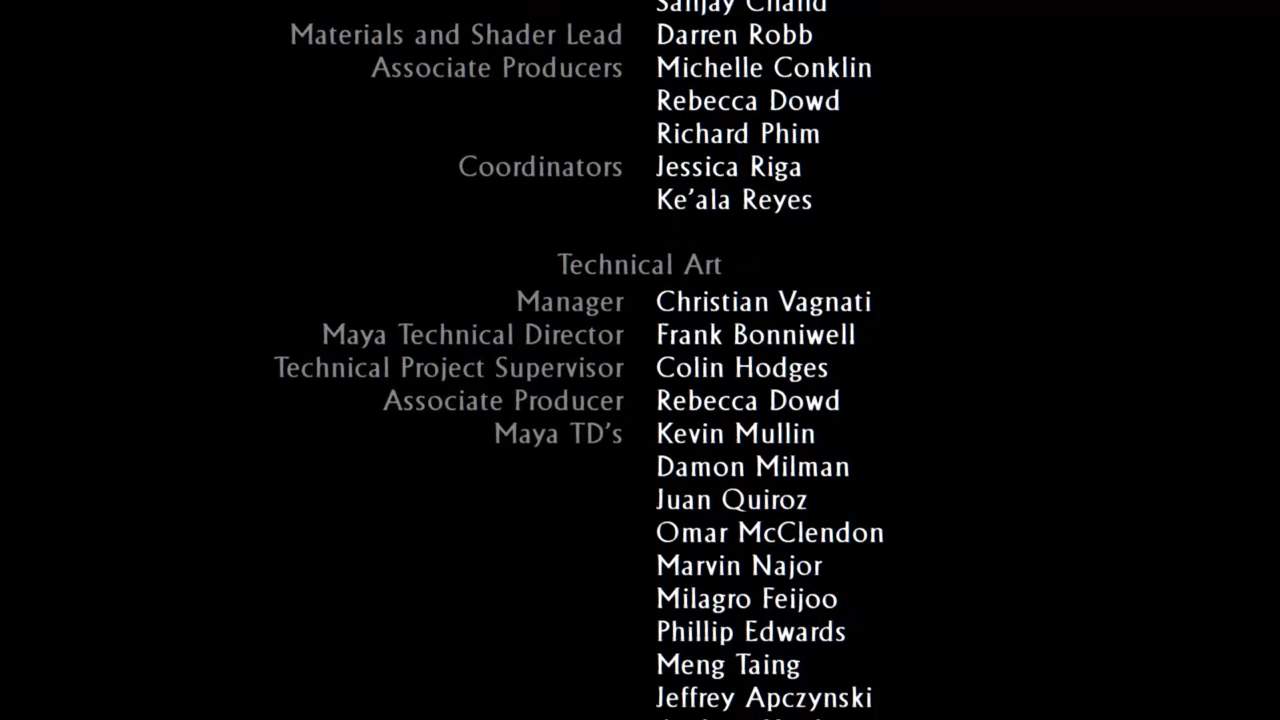 Sanjay Chand
Materials and Shader Lead Darren Robb
Associate Producers Michelle Conklin
Rebecca Dowd
Richard Phim
Coordinators Jessica Riga
Ke’ala Reyes
Technical Art
Manager Christian Vagnati
Maya Technical Director Frank Bonniwell
Technical Project Supervisor Colin Hodges
Associate Producer Rebecca Dowd
Maya TD’s Kevin Mullin
Damon Milman
Juan Quiroz
Omar McClendon
Marvin Najor
Milagro Feijoo
Phillip Edwards
Meng Taing
Jeffrey Apczynski